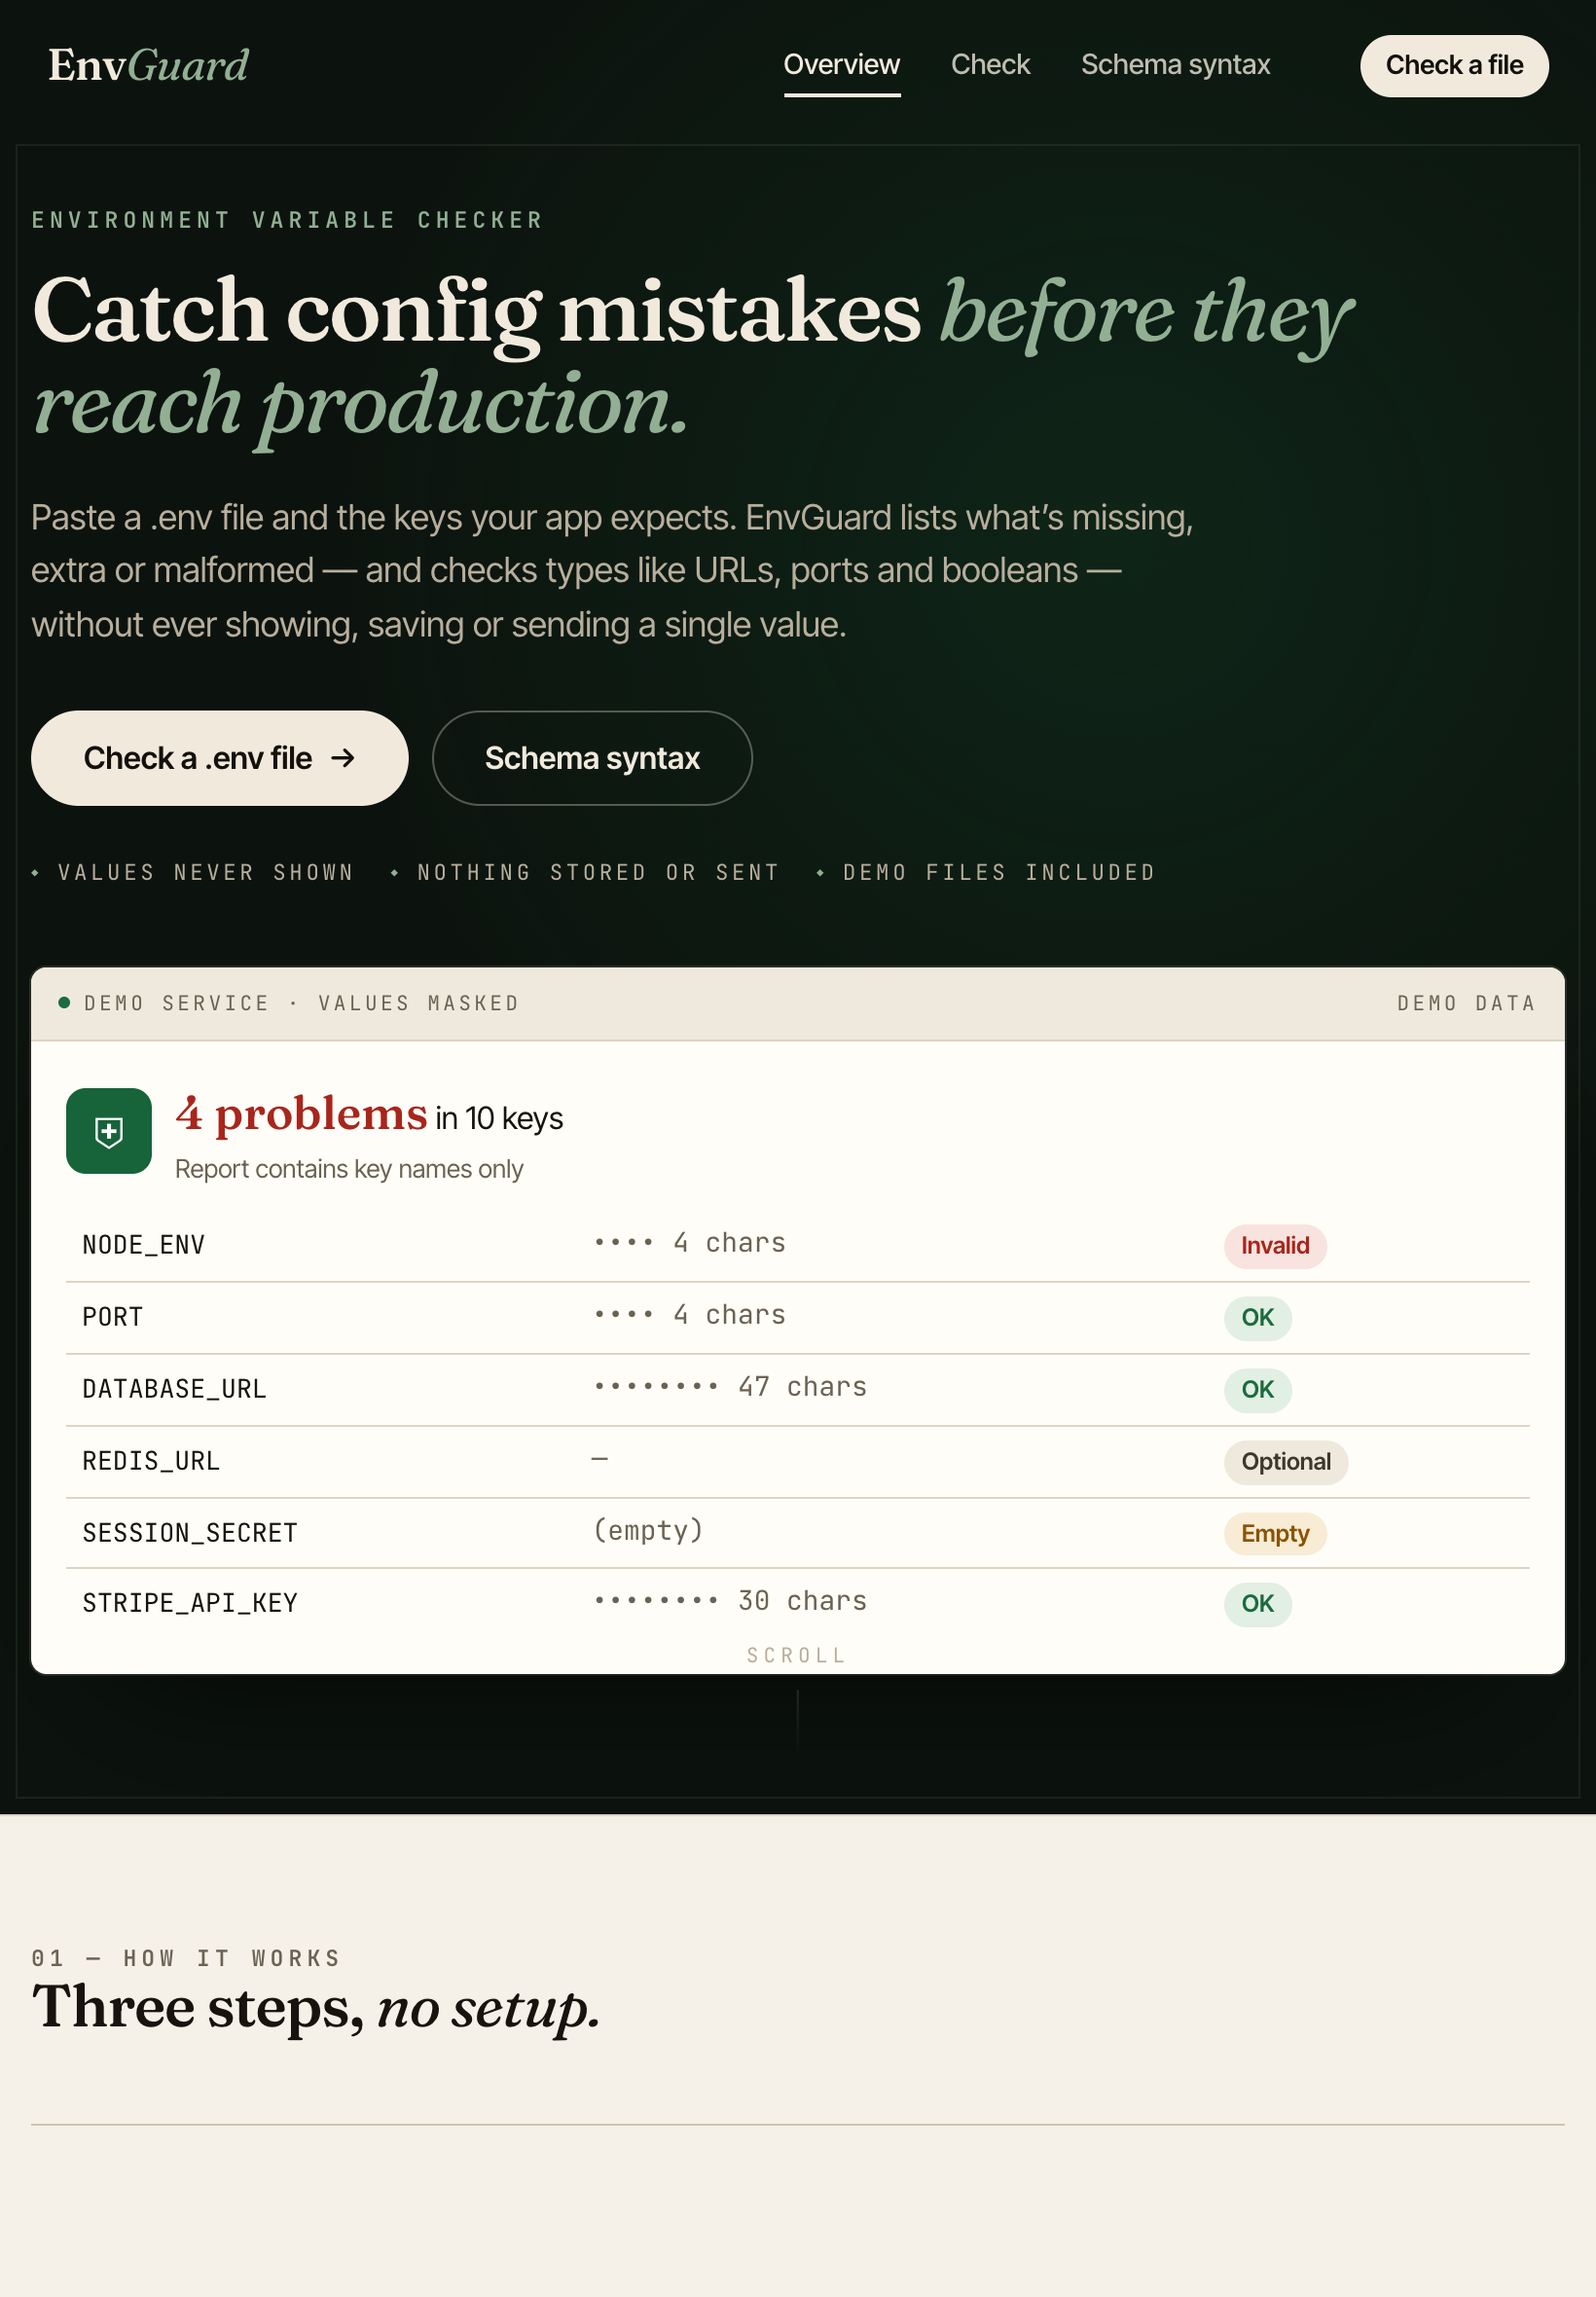 EnvGuard
Overview Check Schema syntax Check a file
ENVIRONMENT VARIABLE CHECKER
Catch config mistakes before they
reach production.
Paste a .env file and the keys your app expects. EnvGuard lists what’s missing,
extra or malformed — and checks types like URLs, ports and booleans —
without ever showing, saving or sending a single value.
Check a .env file → Schema syntax
VALUES NEVER SHOWN NOTHING STORED OR SENT DEMO FILES INCLUDED
DEMO SERVICE · VALUES MASKED DEMO DATA
4 problems in 10 keys
Report contains key names only
NODE_ENV •••• 4 chars Invalid
PORT •••• 4 chars OK
DATABASE_URL •••••••• 47 chars OK
REDIS_URL — Optional
SESSION_SECRET (empty) Empty
STRIPE_API_KEY •••••••• 30 chars OK
SCROLL
01 — HOW IT WORKS
Three steps, no setup.